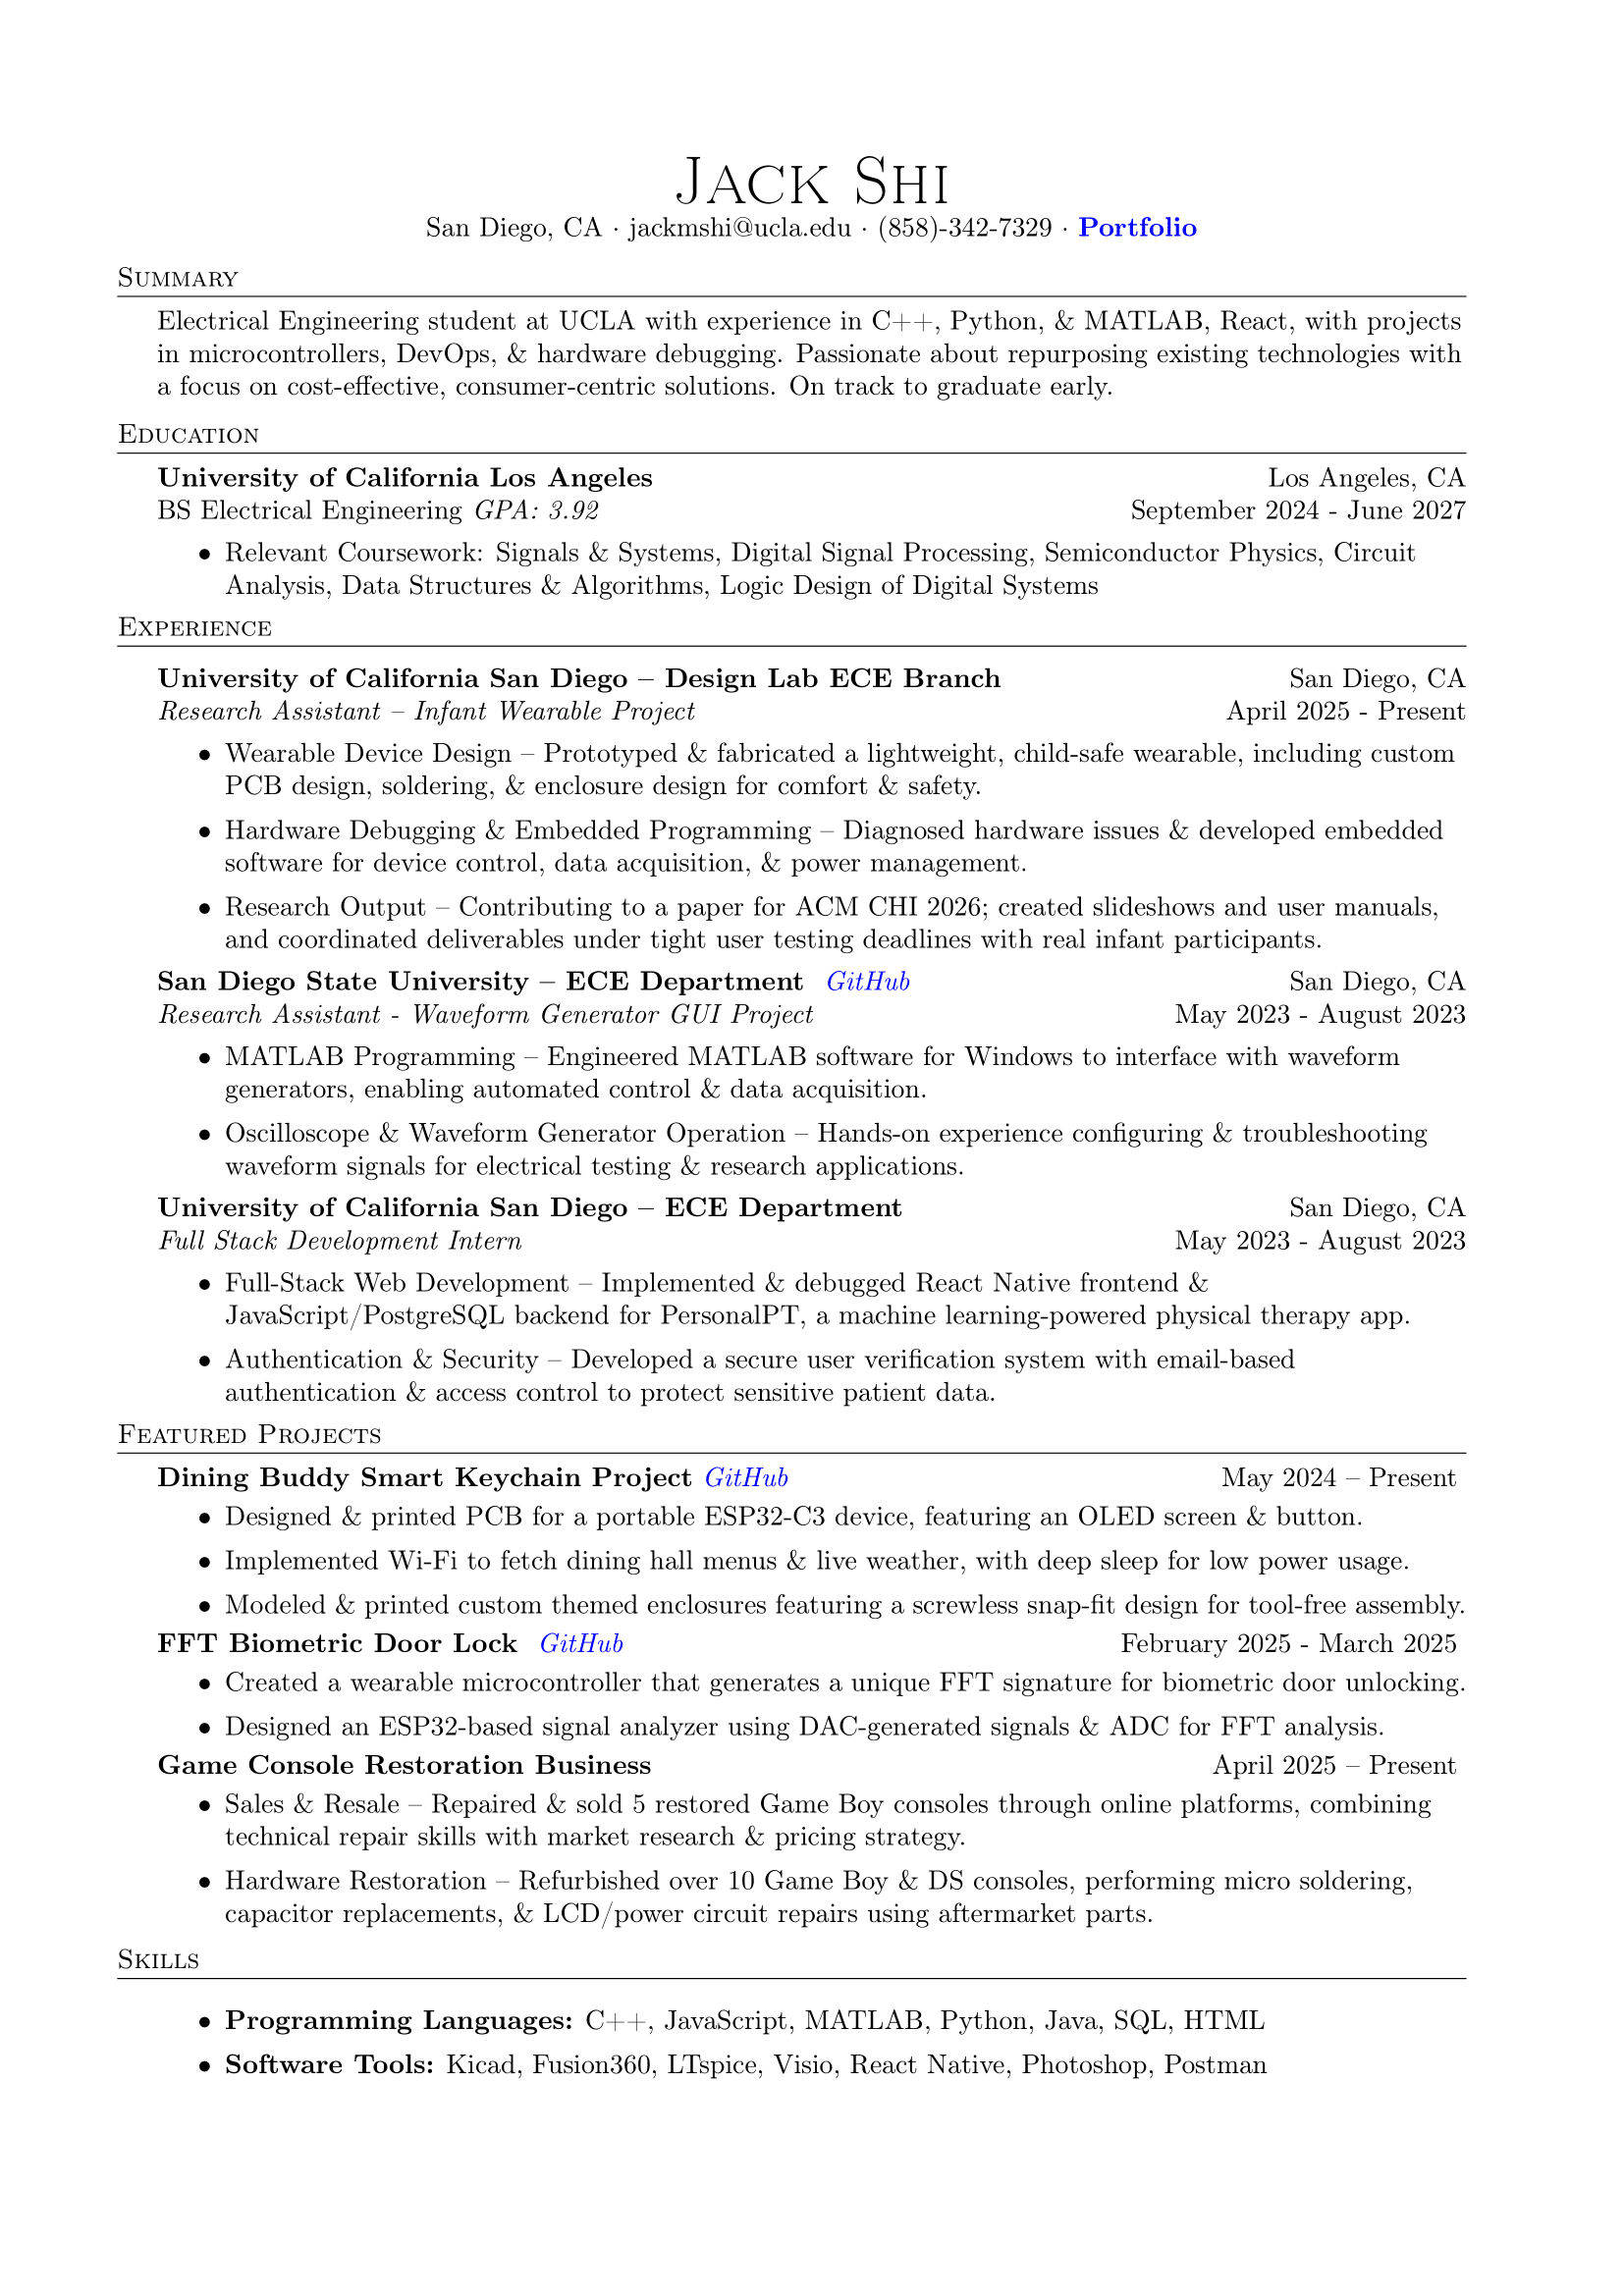 Jack Shi
San Diego, CA · jackmshi@ucla.edu · (858)-342-7329 · Portfolio
Summary
Electrical Engineering student at UCLA with experience in C++, Python, & MATLAB, React, with projects
in microcontrollers, DevOps, & hardware debugging. Passionate about repurposing existing technologies with
a focus on cost-effective, consumer-centric solutions. On track to graduate early.
Education
University of California Los Angeles Los Angeles, CA
BS Electrical Engineering GPA: 3.92 September 2024 - June 2027
• Relevant Coursework: Signals & Systems, Digital Signal Processing, Semiconductor Physics, Circuit
Analysis, Data Structures & Algorithms, Logic Design of Digital Systems
Experience
University of California San Diego – Design Lab ECE Branch San Diego, CA
Research Assistant – Infant Wearable Project April 2025 - Present
• Wearable Device Design – Prototyped & fabricated a lightweight, child-safe wearable, including custom
PCB design, soldering, & enclosure design for comfort & safety.
• Hardware Debugging & Embedded Programming – Diagnosed hardware issues & developed embedded
software for device control, data acquisition, & power management.
• Research Output – Contributing to a paper for ACM CHI 2026; created slideshows and user manuals,
and coordinated deliverables under tight user testing deadlines with real infant participants.
San Diego State University – ECE Department GitHub San Diego, CA
Research Assistant - Waveform Generator GUI Project May 2023 - August 2023
• MATLAB Programming – Engineered MATLAB software for Windows to interface with waveform
generators, enabling automated control & data acquisition.
• Oscilloscope & Waveform Generator Operation – Hands-on experience configuring & troubleshooting
waveform signals for electrical testing & research applications.
University of California San Diego – ECE Department San Diego, CA
Full Stack Development Intern May 2023 - August 2023
• Full-Stack Web Development – Implemented & debugged React Native frontend &
JavaScript/PostgreSQL backend for PersonalPT, a machine learning-powered physical therapy app.
• Authentication & Security – Developed a secure user verification system with email-based
authentication & access control to protect sensitive patient data.
Featured Projects
Dining Buddy Smart Keychain Project GitHub May 2024 – Present
• Designed & printed PCB for a portable ESP32-C3 device, featuring an OLED screen & button.
• Implemented Wi-Fi to fetch dining hall menus & live weather, with deep sleep for low power usage.
• Modeled & printed custom themed enclosures featuring a screwless snap-fit design for tool-free assembly.
FFT Biometric Door Lock GitHub February 2025 - March 2025
• Created a wearable microcontroller that generates a unique FFT signature for biometric door unlocking.
• Designed an ESP32-based signal analyzer using DAC-generated signals & ADC for FFT analysis.
Game Console Restoration Business April 2025 – Present
• Sales & Resale – Repaired & sold 5 restored Game Boy consoles through online platforms, combining
technical repair skills with market research & pricing strategy.
• Hardware Restoration – Refurbished over 10 Game Boy & DS consoles, performing micro soldering,
capacitor replacements, & LCD/power circuit repairs using aftermarket parts.
Skills
• Programming Languages: C++, JavaScript, MATLAB, Python, Java, SQL, HTML
• Software Tools: Kicad, Fusion360, LTspice, Visio, React Native, Photoshop, Postman